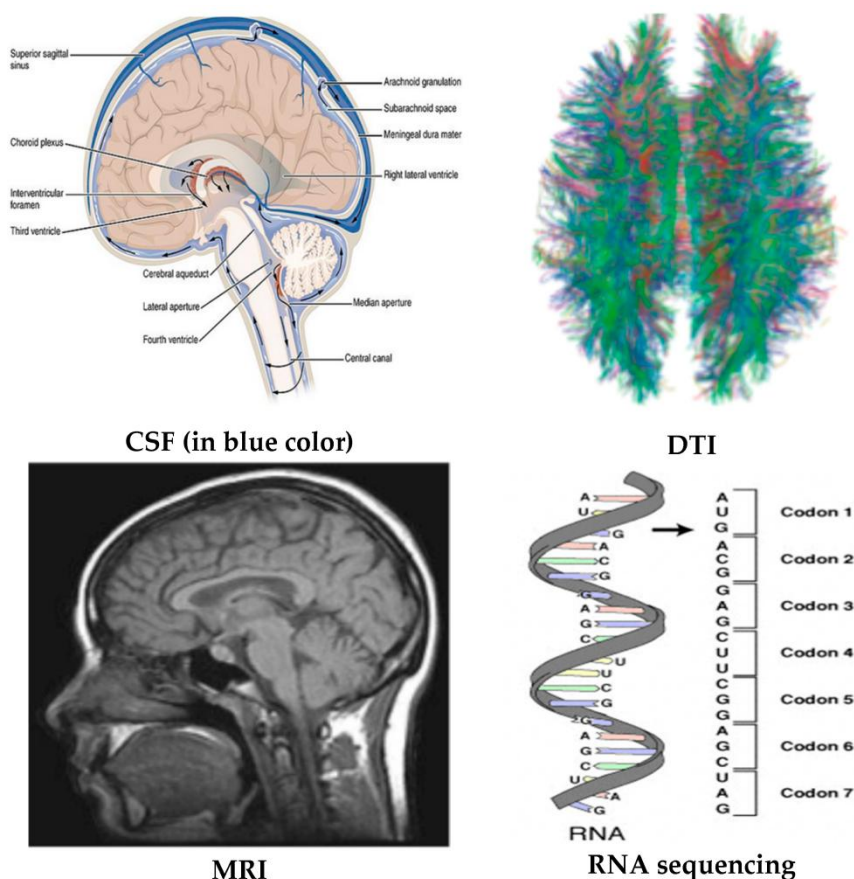 Superior sagittal
sinus
Choroid plexus
Interventricular
foramen
Third ventricle
Cerebral aqueduct
Lateral aperture
Fourth ventricle
Arachnoid granulation
Subarachnoid space
Meningeal dura mater
Right lateral ventricle
Median aperture
Central canal
CSF (in blue color)
DTI
MRI
A
U
G
A
C
G
G
A
G
C
U
U
C
G
G
A
G
C
U
A
G
RNA
A
U
G
Codon 1
A
C
G
Codon 2
G
A
G
Codon 3
C
U
U
Codon 4
C
G
G
Codon 5
A
G
C
Codon 6
U
A
G
Codon 7
RNA sequencing